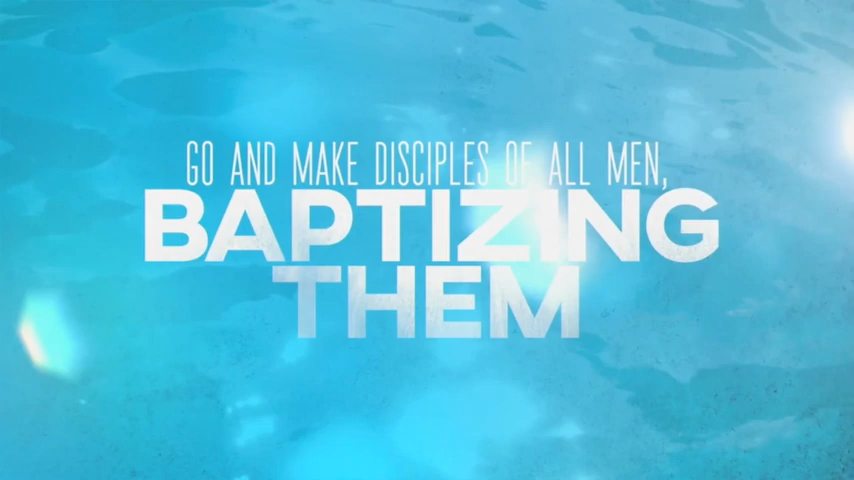 GO AND MAKE DISCIPLES OF ALL MEN,
BAPTIZING
THEM